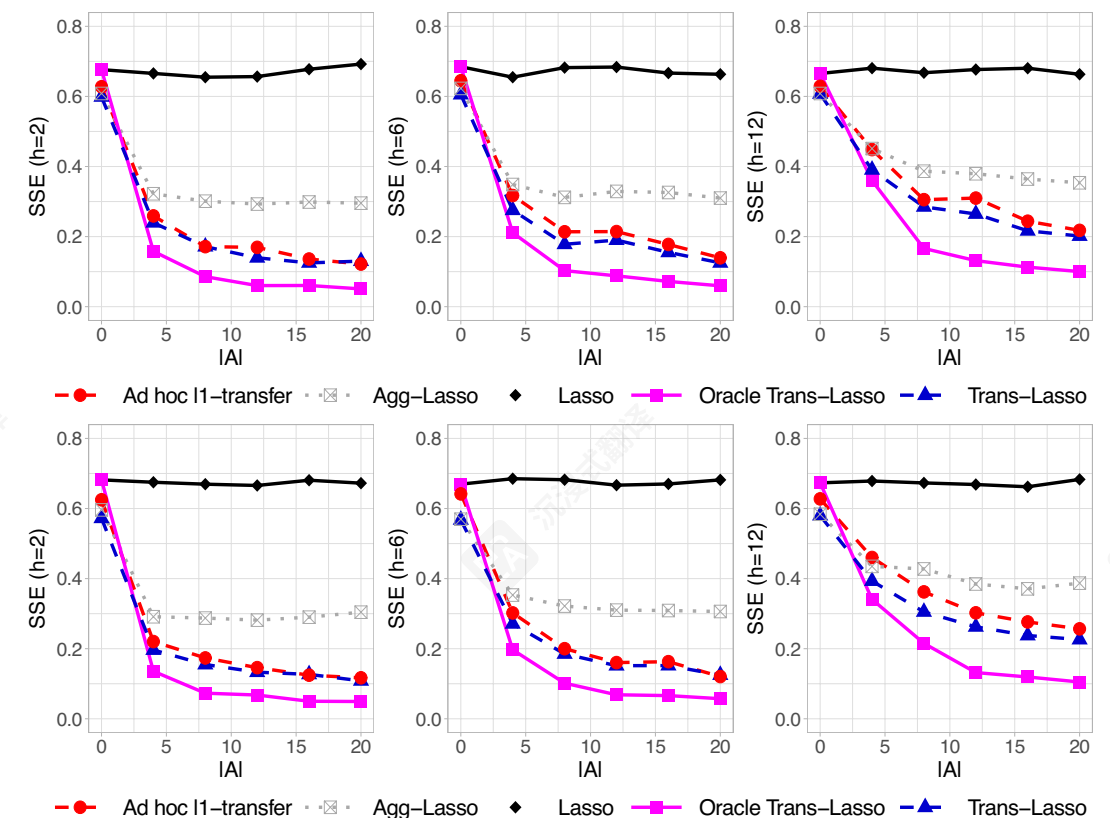 0.8 0.8 0.8
0.6 0.6 0.6
0.4 0.4 0.4
0.2 0.2 0.2
0.0 0.0 0.0
SSE (h=2) SSE (h=6) SSE (h=12)
0 5 10 15 20 0 5 10 15 20 0 5 10 15 20
|A| |A| |A|
Ad hoc l1−transfer Agg−Lasso Lasso Oracle Trans−Lasso Trans−Lasso
0.8 0.8 0.8
0.6 0.6 0.6
0.4 0.4 0.4
0.2 0.2 0.2
0.0 0.0 0.0
SSE (h=2) SSE (h=6) SSE (h=12)
0 5 10 15 20 0 5 10 15 20 0 5 10 15 20
|A| |A| |A|
Ad hoc l1−transfer Agg−Lasso Lasso Oracle Trans−Lasso Trans−Lasso